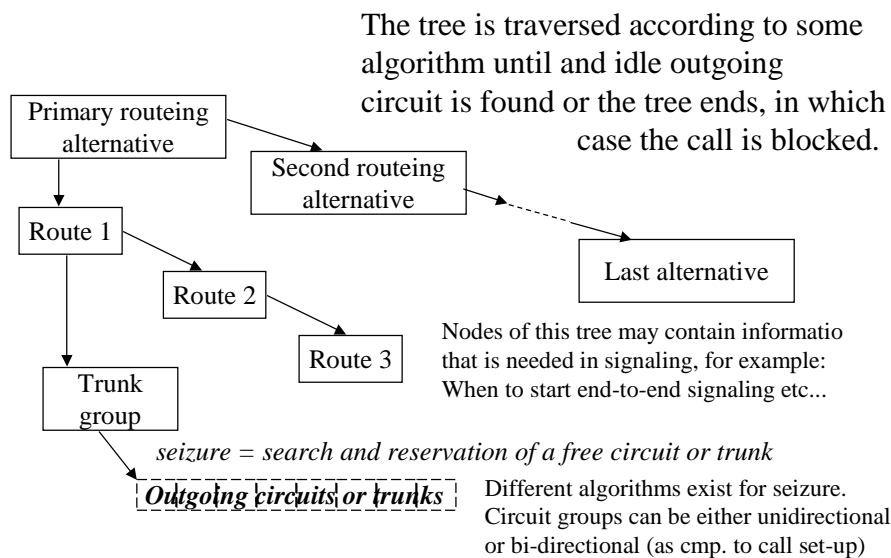 The tree is traversed according to some
algorithm until and idle outgoing
circuit is found or the tree ends, in which
case the call is blocked.
Primary routeing
alternative
Second routeing
alternative
Route 1
Last alternative
Route 2
Route 3
Nodes of this tree may contain informatio
that is needed in signaling, for example:
When to start end-to-end signaling etc...
Trunk
group
seizure = search and reservation of a free circuit or trunk
Outgoing circuits or trunks
Different algorithms exist for seizure.
Circuit groups can be either unidirectional
or bi-directional (as cmp. to call set-up)